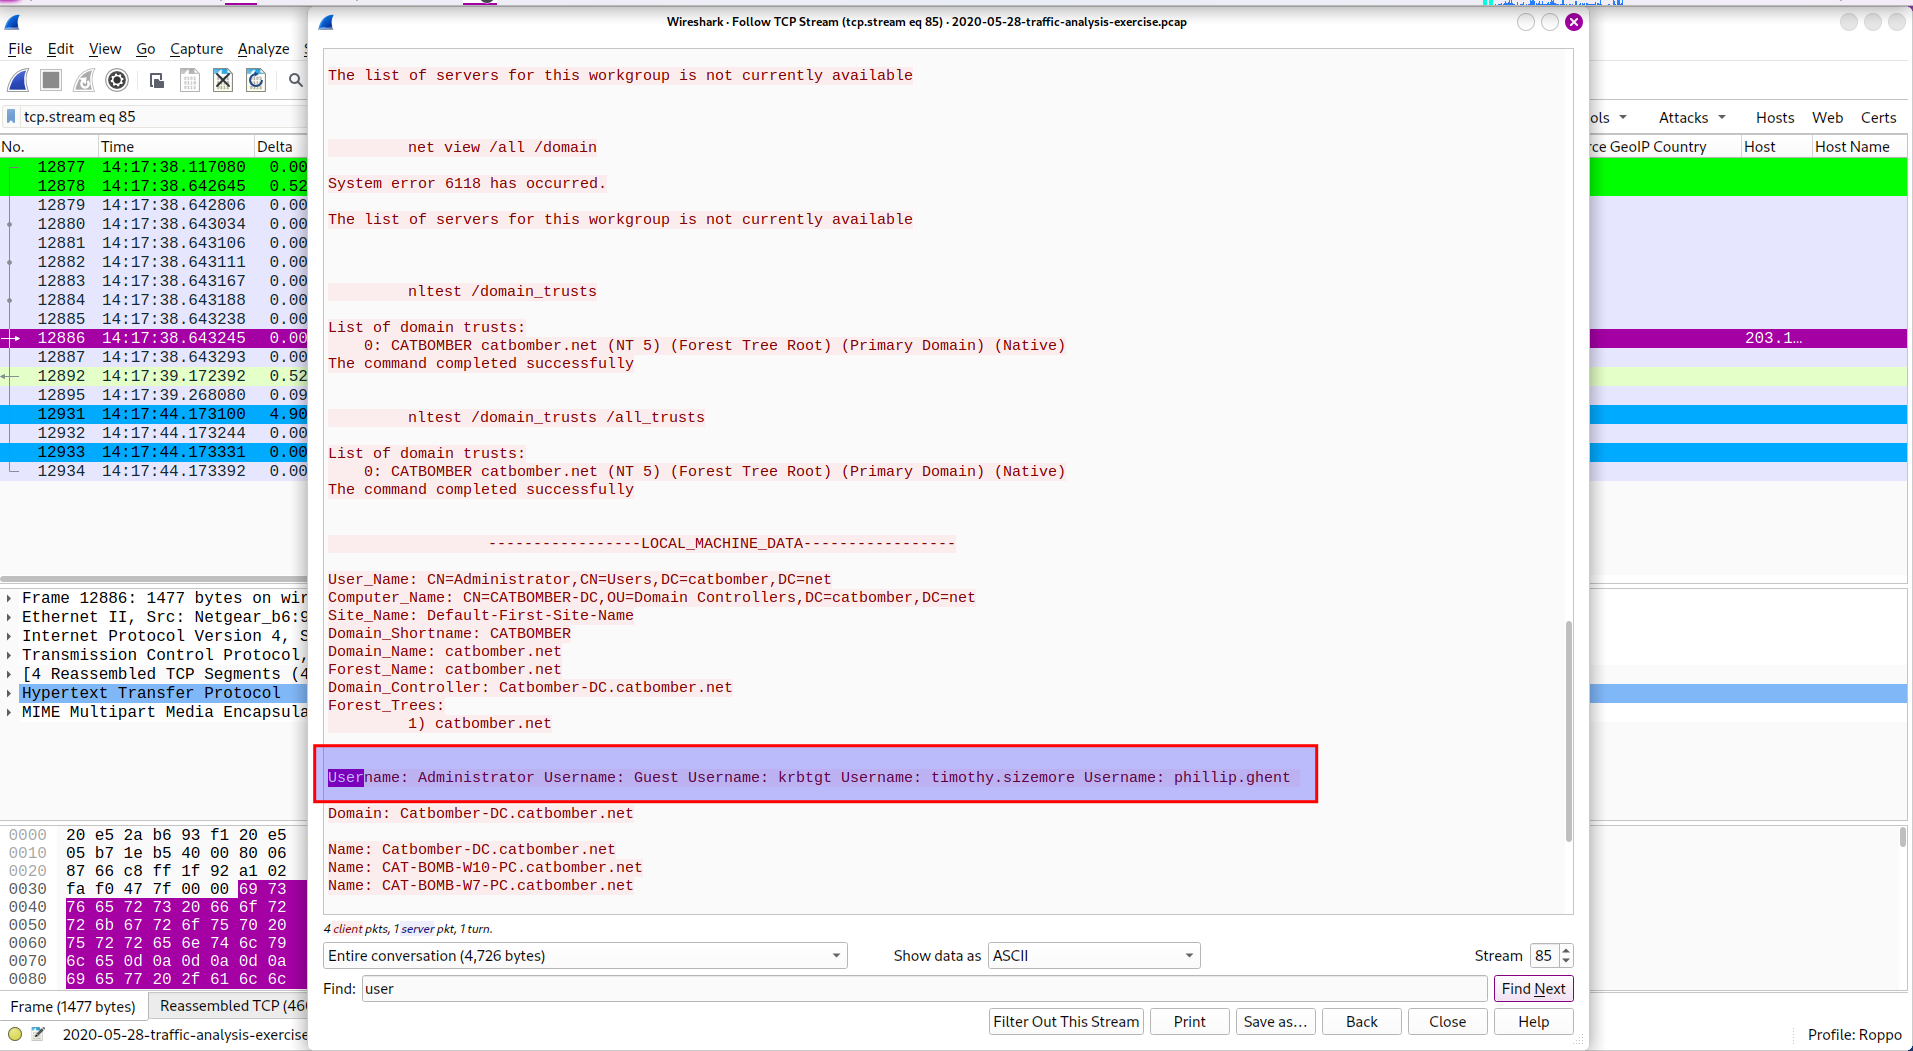 Wireshark · Follow TCP Stream (tcp.stream eq 85) · 2020-05-28-traffic-analysis-exercise.pcap
File Edit View Go Capture Analyze
tcp.stream eq 85
ols Attacks Hosts Web Certs
No. Time Delta
rce GeoIP Country Host Host Name
12877 14:17:38.117080 0.00
12878 14:17:38.642645 0.52
12879 14:17:38.642806 0.00
12880 14:17:38.643034 0.00
12881 14:17:38.643106 0.00
12882 14:17:38.643111 0.00
12883 14:17:38.643167 0.00
12884 14:17:38.643188 0.00
12885 14:17:38.643238 0.00
12886 14:17:38.643245 0.00 203.1…
12887 14:17:38.643293 0.00
12892 14:17:39.172392 0.52
12895 14:17:39.268080 0.09
12931 14:17:44.173100 4.90
12932 14:17:44.173244 0.00
12933 14:17:44.173331 0.00
12934 14:17:44.173392 0.00
Frame 12886: 1477 bytes on wir
Ethernet II, Src: Netgear_b6:9
Internet Protocol Version 4, S
Transmission Control Protocol,
[4 Reassembled TCP Segments (4
Hypertext Transfer Protocol
MIME Multipart Media Encapsula
0000 20 e5 2a b6 93 f1 20 e5
0010 05 b7 1e b5 40 00 80 06
0020 87 66 c8 ff 1f 92 a1 02
0030 fa f0 47 7f 00 00 69 73
0040 76 65 72 73 20 66 6f 72
0050 72 6b 67 72 6f 75 70 20
0060 75 72 72 65 6e 74 6c 79
0070 6c 65 0d 0a 0d 0a 0d 0a
0080 69 65 77 20 2f 61 6c 6c
Frame (1477 bytes) Reassembled TCP (46
2020-05-28-traffic-analysis-exercise
The list of servers for this workgroup is not currently available
net view /all /domain
System error 6118 has occurred.
The list of servers for this workgroup is not currently available
nltest /domain_trusts
List of domain trusts:
0: CATBOMBER catbomber.net (NT 5) (Forest Tree Root) (Primary Domain) (Native)
The command completed successfully
nltest /domain_trusts /all_trusts
List of domain trusts:
0: CATBOMBER catbomber.net (NT 5) (Forest Tree Root) (Primary Domain) (Native)
The command completed successfully
-----------------LOCAL_MACHINE_DATA-----------------
User_Name: CN=Administrator,CN=Users,DC=catbomber,DC=net
Computer_Name: CN=CATBOMBER-DC,OU=Domain Controllers,DC=catbomber,DC=net
Site_Name: Default-First-Site-Name
Domain_Shortname: CATBOMBER
Domain_Name: catbomber.net
Forest_Name: catbomber.net
Domain_Controller: Catbomber-DC.catbomber.net
Forest_Trees:
1) catbomber.net
Username: Administrator Username: Guest Username: krbtgt Username: timothy.sizemore Username: phillip.ghent
Domain: Catbomber-DC.catbomber.net
Name: Catbomber-DC.catbomber.net
Name: CAT-BOMB-W10-PC.catbomber.net
Name: CAT-BOMB-W7-PC.catbomber.net
4 client pkts, 1 server pkt, 1 turn.
Entire conversation (4,726 bytes) Show data as ASCII Stream 85
Find: user Find Next
Filter Out This Stream Print Save as… Back Close Help
Profile: Roppo